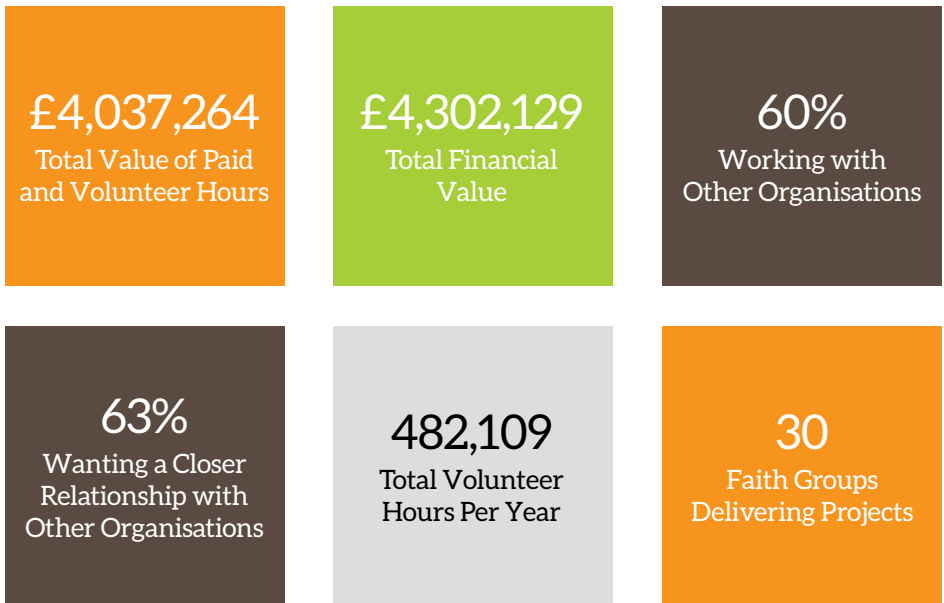 £4,037,264
Total Value of Paid
and Volunteer Hours
£4,302,129
Total Financial
Value
60%
Working with
Other Organisations
63%
Wanting a Closer
Relationship with
Other Organisations
482,109
Total Volunteer
Hours Per Year
30
Faith Groups
Delivering Projects